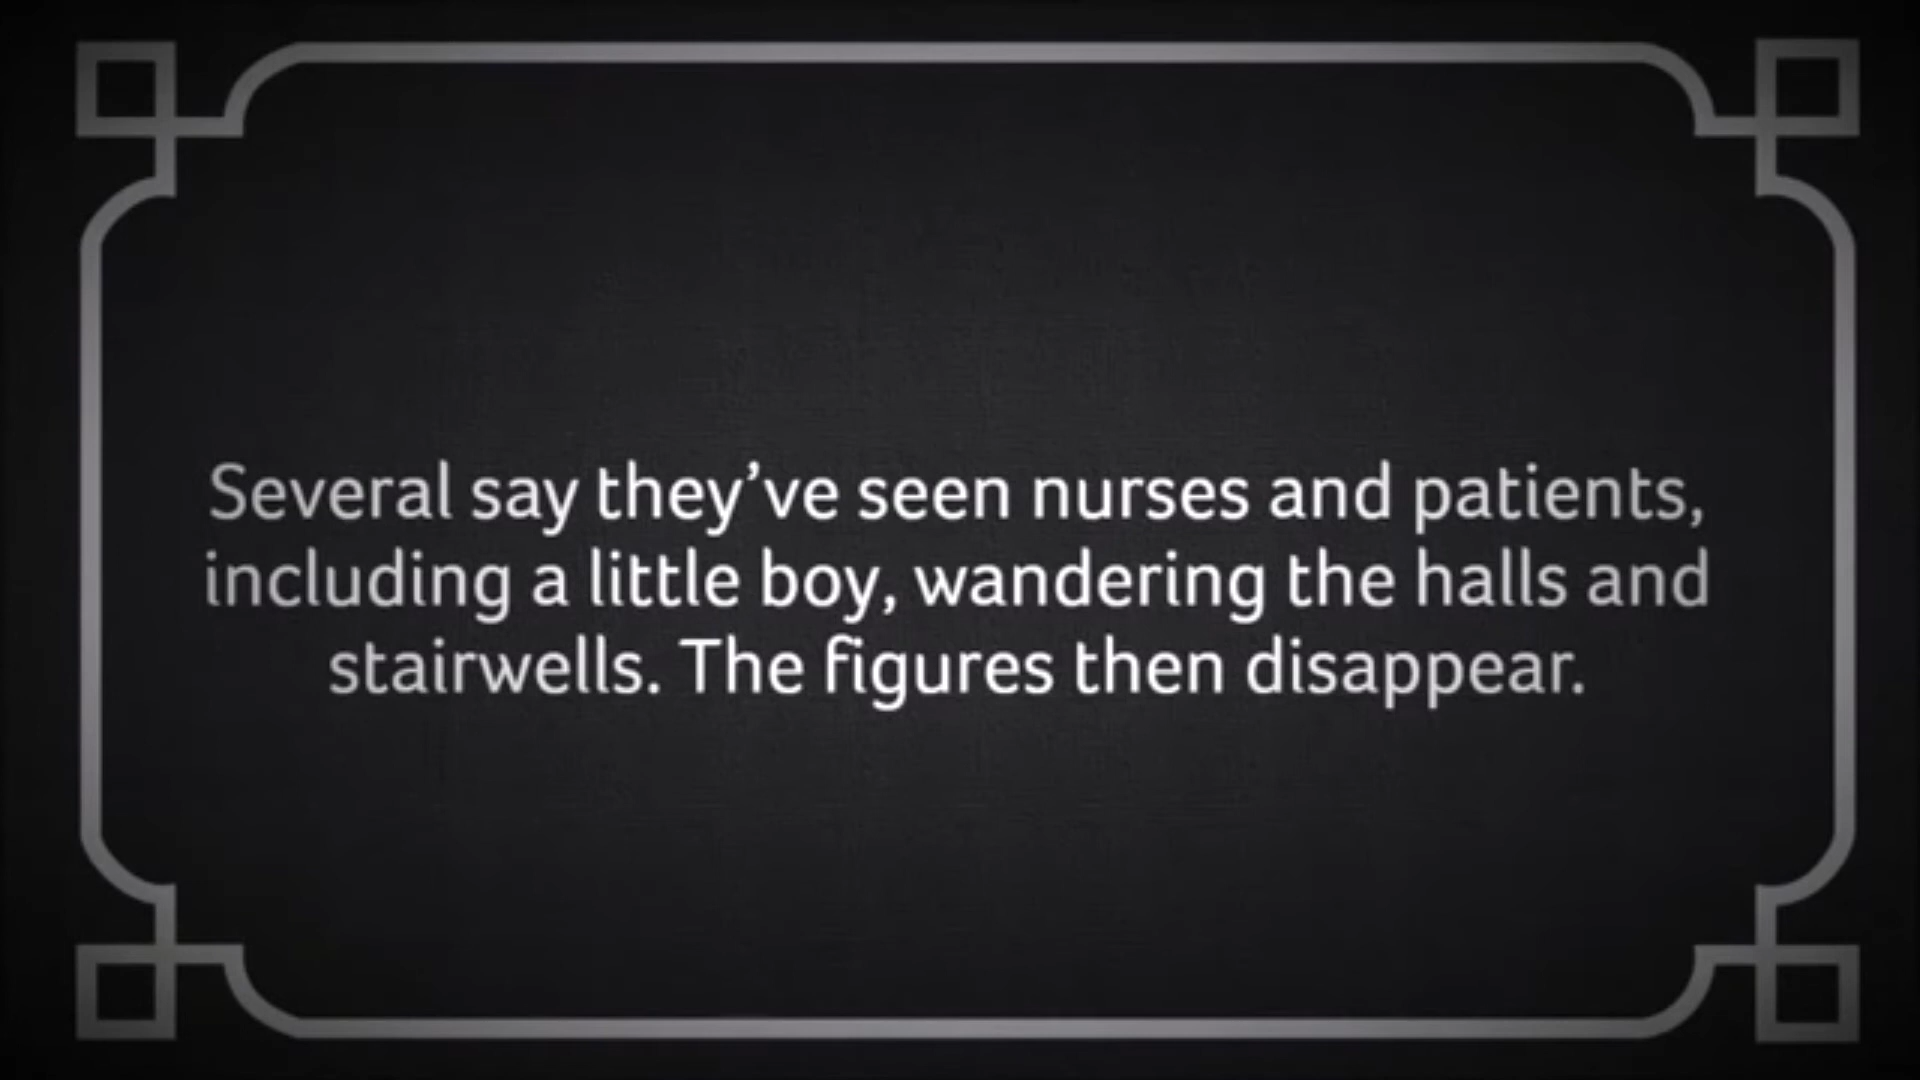 Several say they’ve seen nurses and patients,
including a little boy, wandering the halls and
stairwells. The figures then disappear.